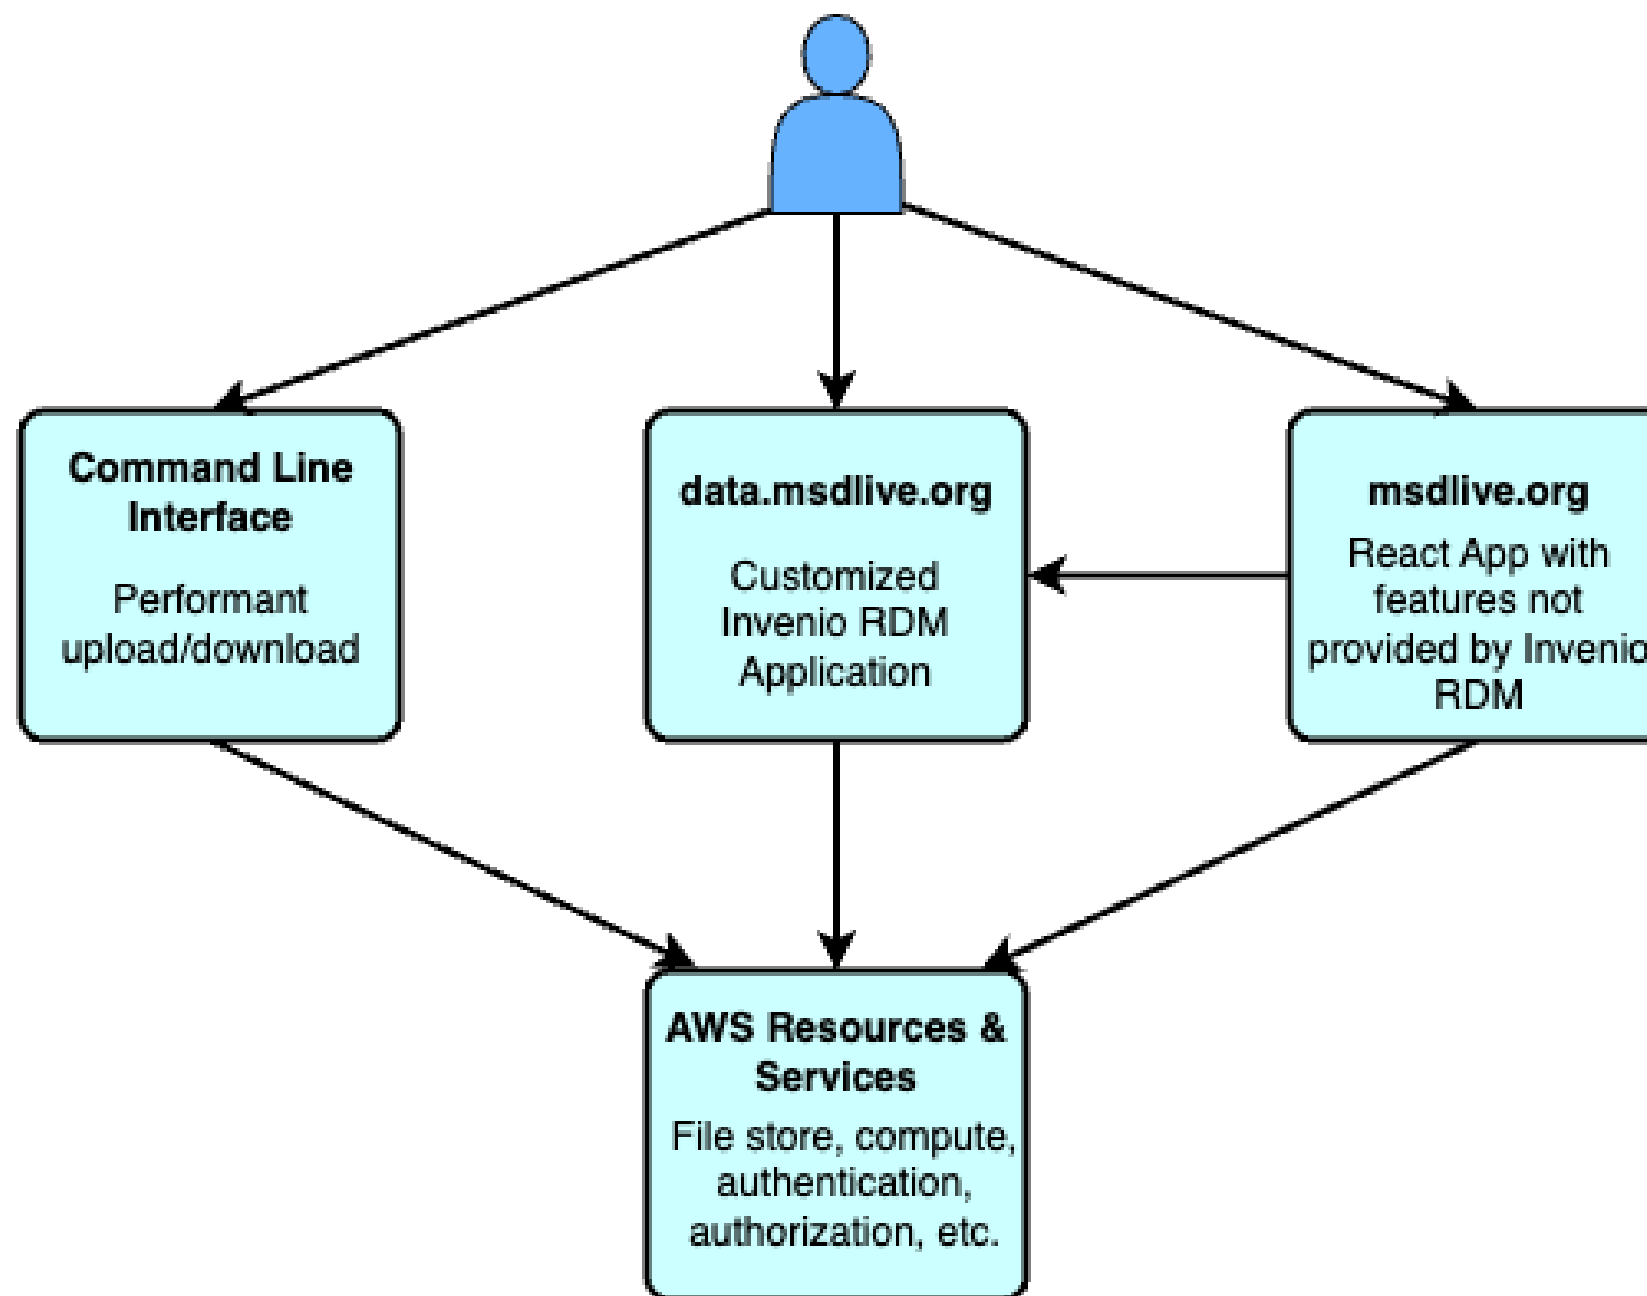 Command Line
Interface
Performant
upload/download
data.msdlive.org
Customized
Invenio RDM
Application
msdlive.org
React App with
features not
provided by Invenio
RDM
AWS Resources &
Services
File store, compute,
authentication,
authorization, etc.